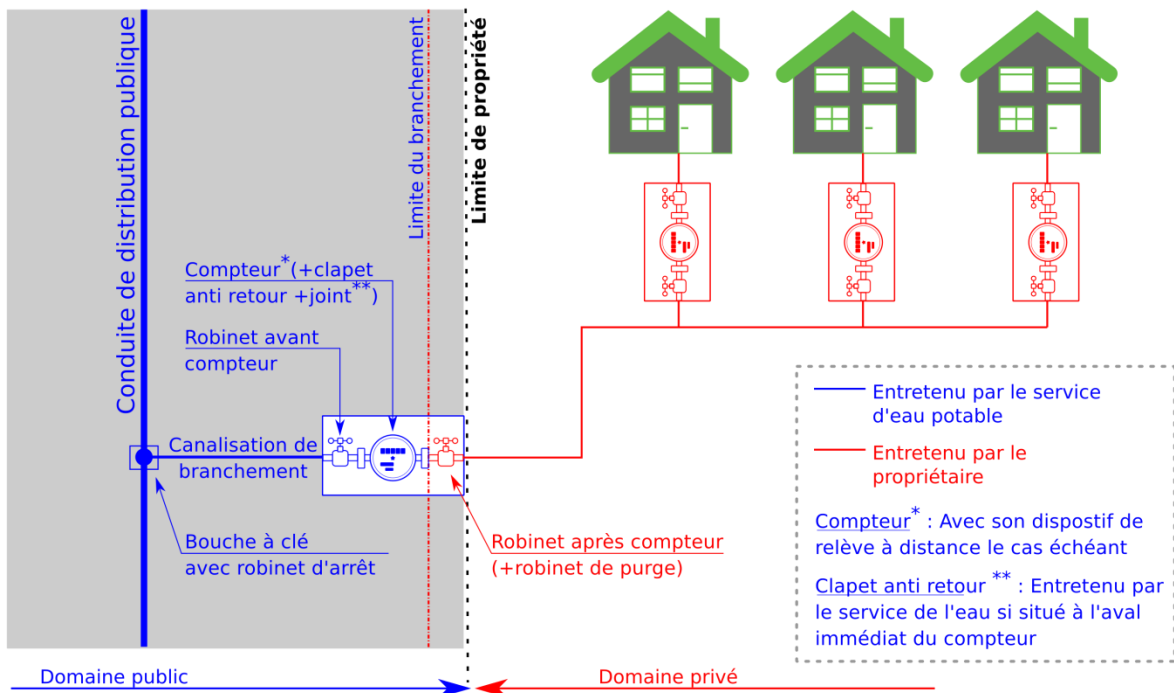 Conduite de distribution publique
Limite du branchement
Limite de propriété
Compteur*(+clapet
anti retour +joint**)
Robinet avant
compteur
Canalisation de
branchement
Bouche à clé
avec robinet d'arrêt
Robinet après compteur
(+robinet de purge)
Entretenu par le service
d'eau potable
Entretenu par le
propriétaire
Compteur* : Avec son dispostif de
relève à distance le cas échéant
Clapet anti retour ** : Entretenu par
le service de l'eau si situé à l'aval
immédiat du compteur
Domaine public
Domaine privé